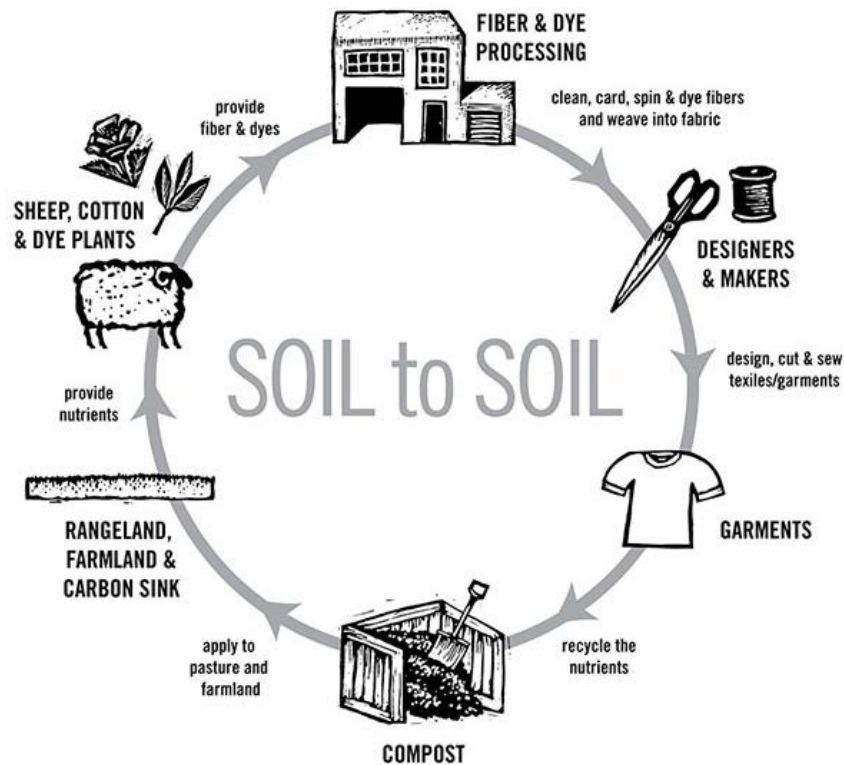 FIBER & DYE
PROCESSING
provide
fiber & dyes
clean, card, spin & dye fibers
and weave into fabric
SHEEP, COTTON
& DYE PLANTS
DESIGNERS
& MAKERS
SOIL to SOIL
design, cut & sew
texiles/garments
provide
nutrients
GARMENTS
RANGELAND,
FARMLAND &
CARBON SINK
apply to
pasture and
farmland
recycle the
nutrients
COMPOST